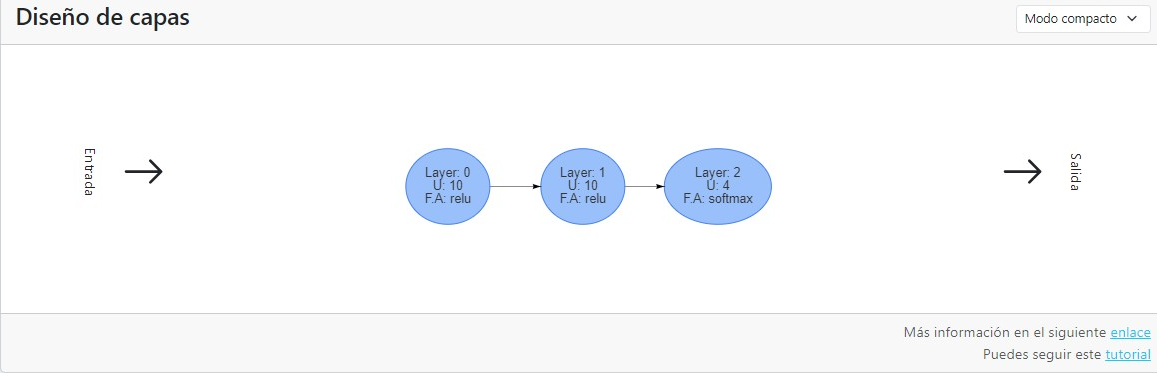 Diseño de capas
Modo compacto
Entrada
Layer: 0
U: 10
F.A: relu
Layer: 1
U: 10
F.A: relu
Layer: 2
U: 4
F.A: softmax
Salida
Más información en el siguiente enlace
Puedes seguir este tutorial